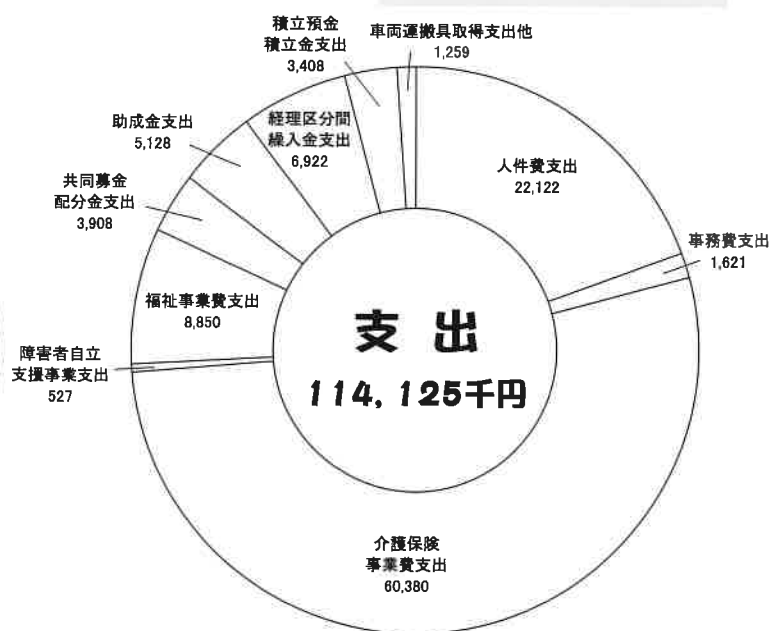 支出
114,125千円
人件費支出
22,122
事務費支出
1,621
介護保険
事業費支出
60,380
障害者自立
支援事業支出
527
福祉事業費支出
8,850
共同募金
配分金支出
3,908
助成金支出
5,128
経理区分間
繰入金支出
6,922
積立預金
積立金支出
3,408
車両運搬具取得支出他
1,259